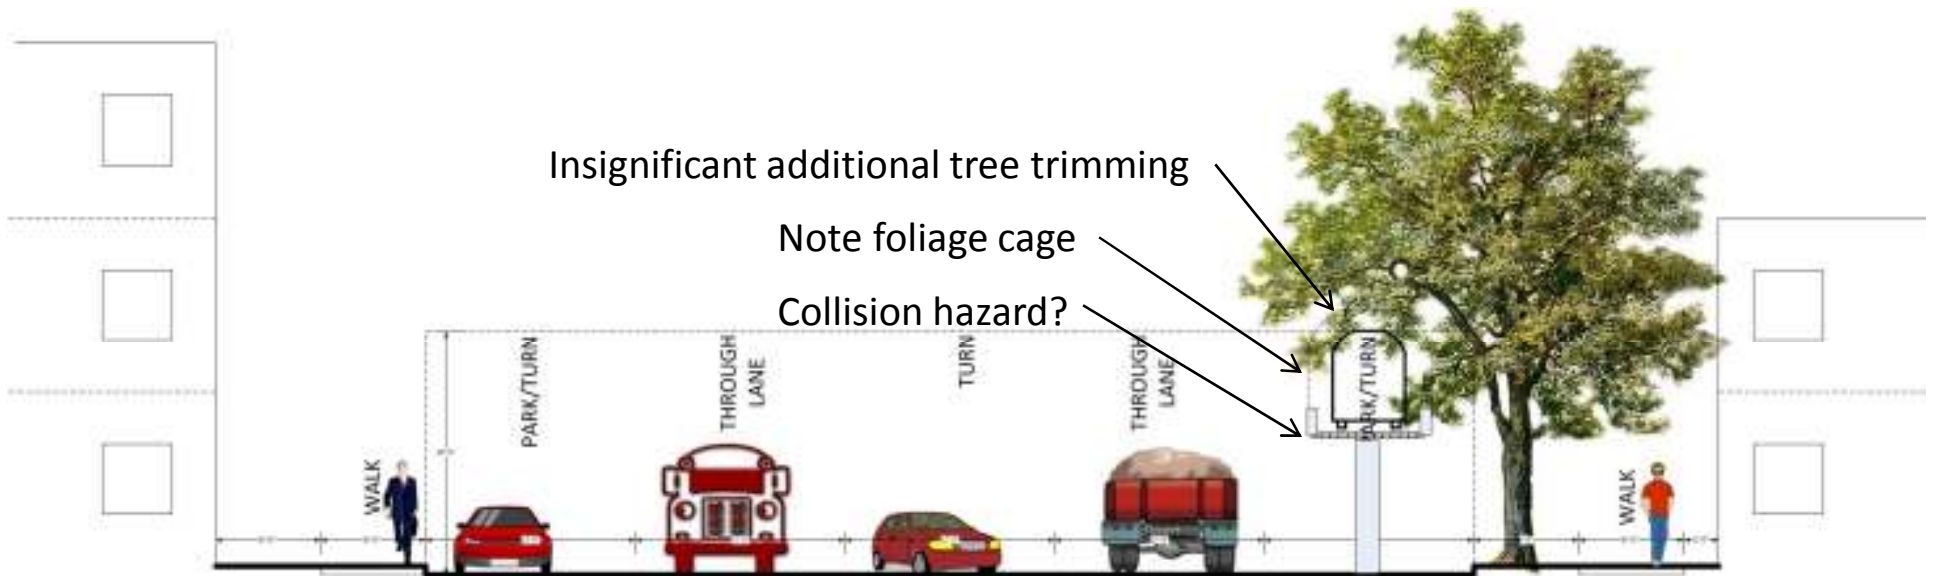 Insignificant additional tree trimming
Note foliage cage
Collision hazard?
WALK
PARK/TURN
THROUGH
LANE
TURN
THROUGH
LANE
PARK/TURN
WALK